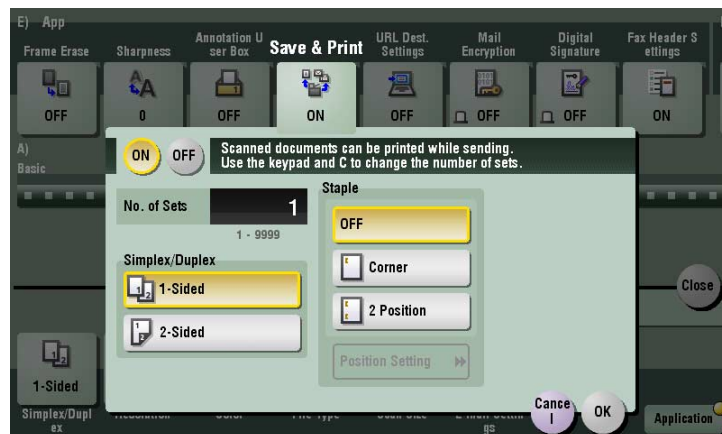 E) App
Frame Erase
Sharpness
Annotation U
ser Box
Save & Print
URL Dest.
Settings
Mail
Encryption
Digital
Signature
Fax Header S
ettings
OFF
0
OFF
ON
OFF
OFF
OFF
ON
A)
Basic
ON
OFF
Scanned documents can be printed while sending.
Use the keypad and C to change the number of sets.
No. of Sets
1
1 - 9999
Simplex/Duplex
1-Sided
2-Sided
Staple
OFF
Corner
2 Position
Position Setting
Close
1-Sided
Simplex/Dupl
ex
gs
Cance
l
OK
Application